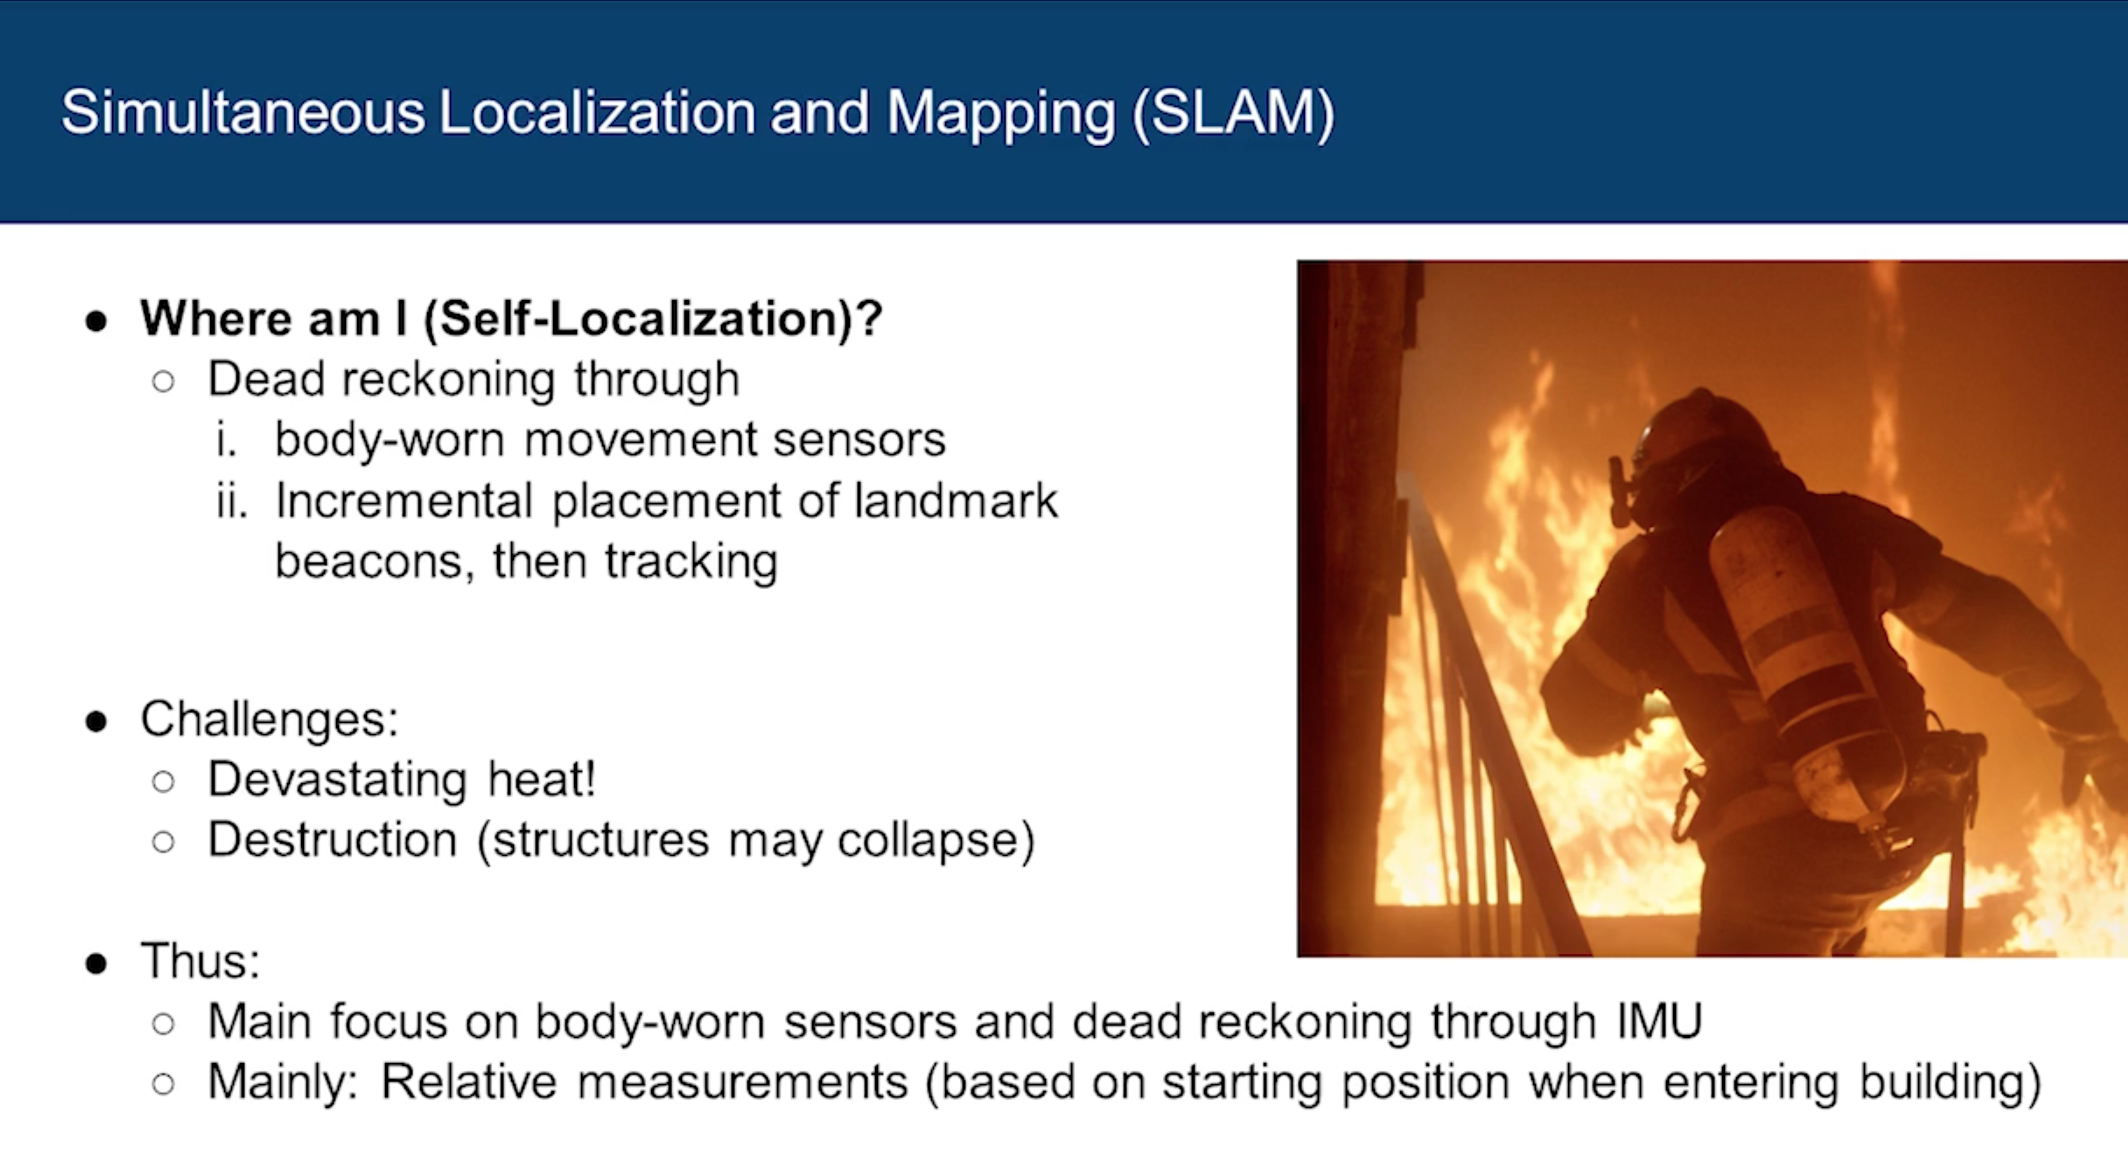 Simultaneous Localization and Mapping (SLAM)
● Where am I (Self-Localization)?
○ Dead reckoning through
i. body-worn movement sensors
ii. Incremental placement of landmark
beacons, then tracking
● Challenges:
○ Devastating heat!
○ Destruction (structures may collapse)
● Thus:
○ Main focus on body-worn sensors and dead reckoning through IMU
○ Mainly: Relative measurements (based on starting position when entering building)